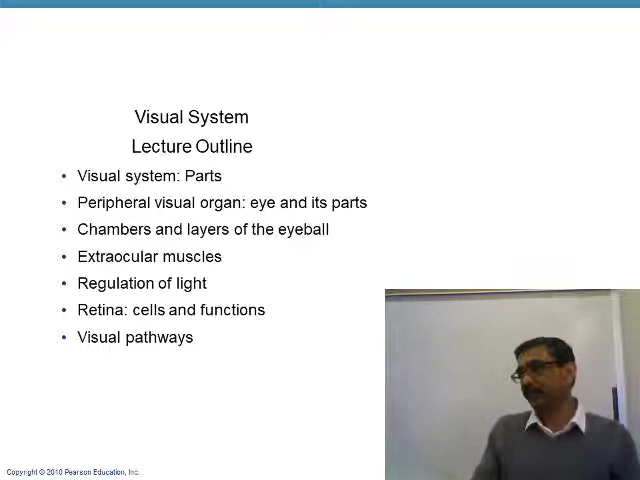 Visual System
Lecture Outline
• Visual system: Parts
• Peripheral visual organ: eye and its parts
• Chambers and layers of the eyeball
• Extraocular muscles
• Regulation of light
• Retina: cells and functions
• Visual pathways
Copyright © 2010 Pearson Education, Inc.